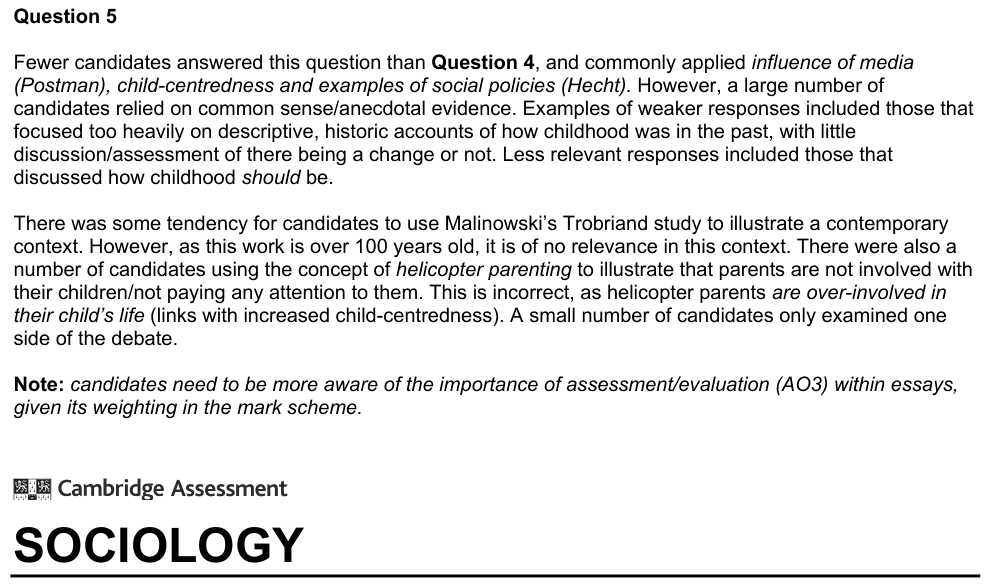 Question 5
Fewer candidates answered this question than Question 4, and commonly applied influence of media
(Postman), child-centredness and examples of social policies (Hecht). However, a large number of
candidates relied on common sense/anecdotal evidence. Examples of weaker responses included those that
focused too heavily on descriptive, historic accounts of how childhood was in the past, with little
discussion/assessment of there being a change or not. Less relevant responses included those that
discussed how childhood should be.
There was some tendency for candidates to use Malinowski’s Trobriand study to illustrate a contemporary
context. However, as this work is over 100 years old, it is of no relevance in this context. There were also a
number of candidates using the concept of helicopter parenting to illustrate that parents are not involved with
their children/not paying any attention to them. This is incorrect, as helicopter parents are over-involved in
their child’s life (links with increased child-centredness). A small number of candidates only examined one
side of the debate.
Note: candidates need to be more aware of the importance of assessment/evaluation (AO3) within essays,
given its weighting in the mark scheme.
Cambridge Assessment
SOCIOLOGY